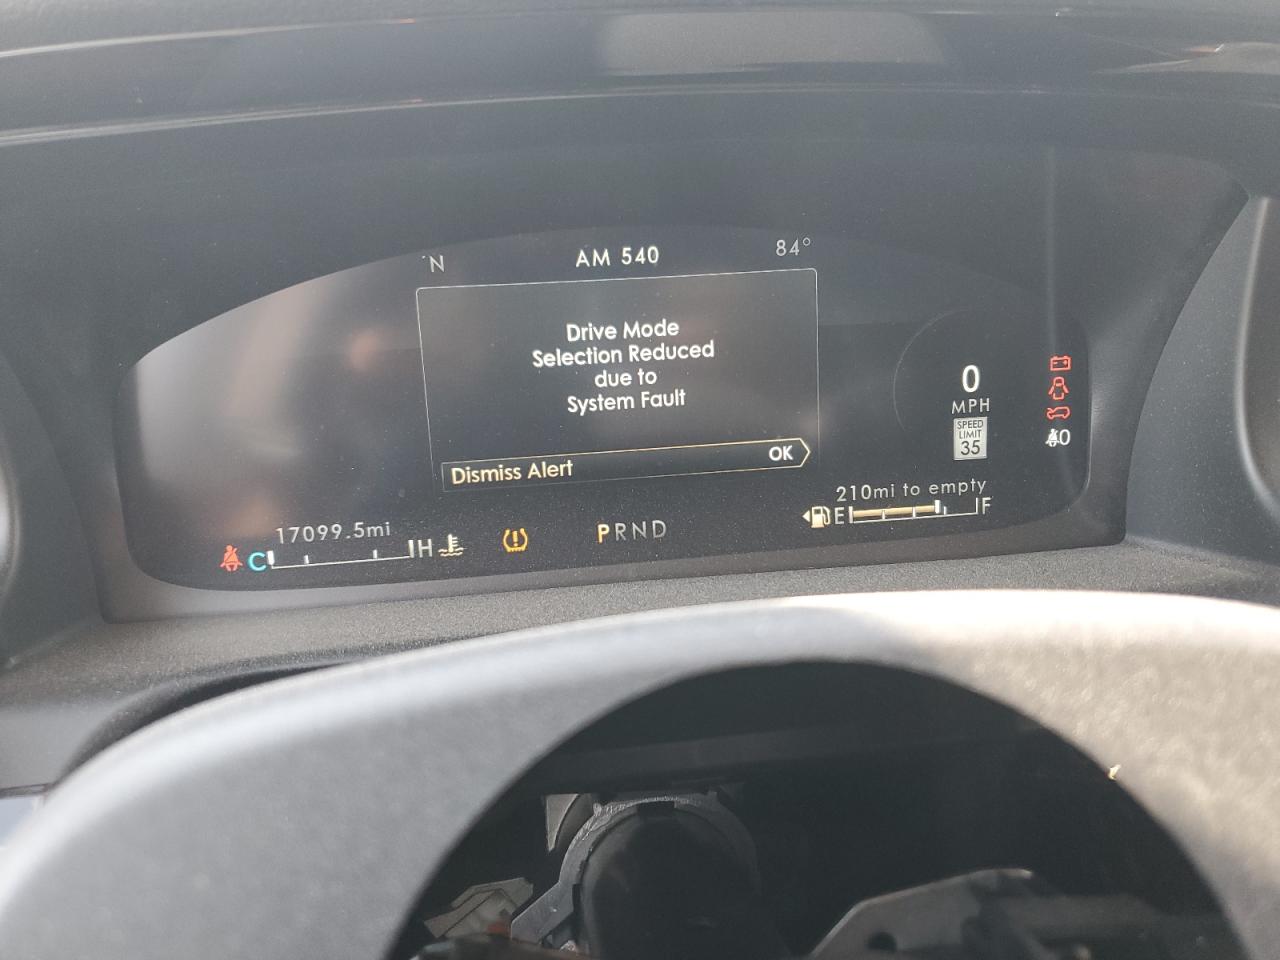 N
AM 540
84°
Drive Mode
Selection Reduced
due to
System Fault
Dismiss Alert
OK
0
MPH
SPEED
LIMIT
35
0
17099.5mi
C
H
PRND
210mi to empty
E
F